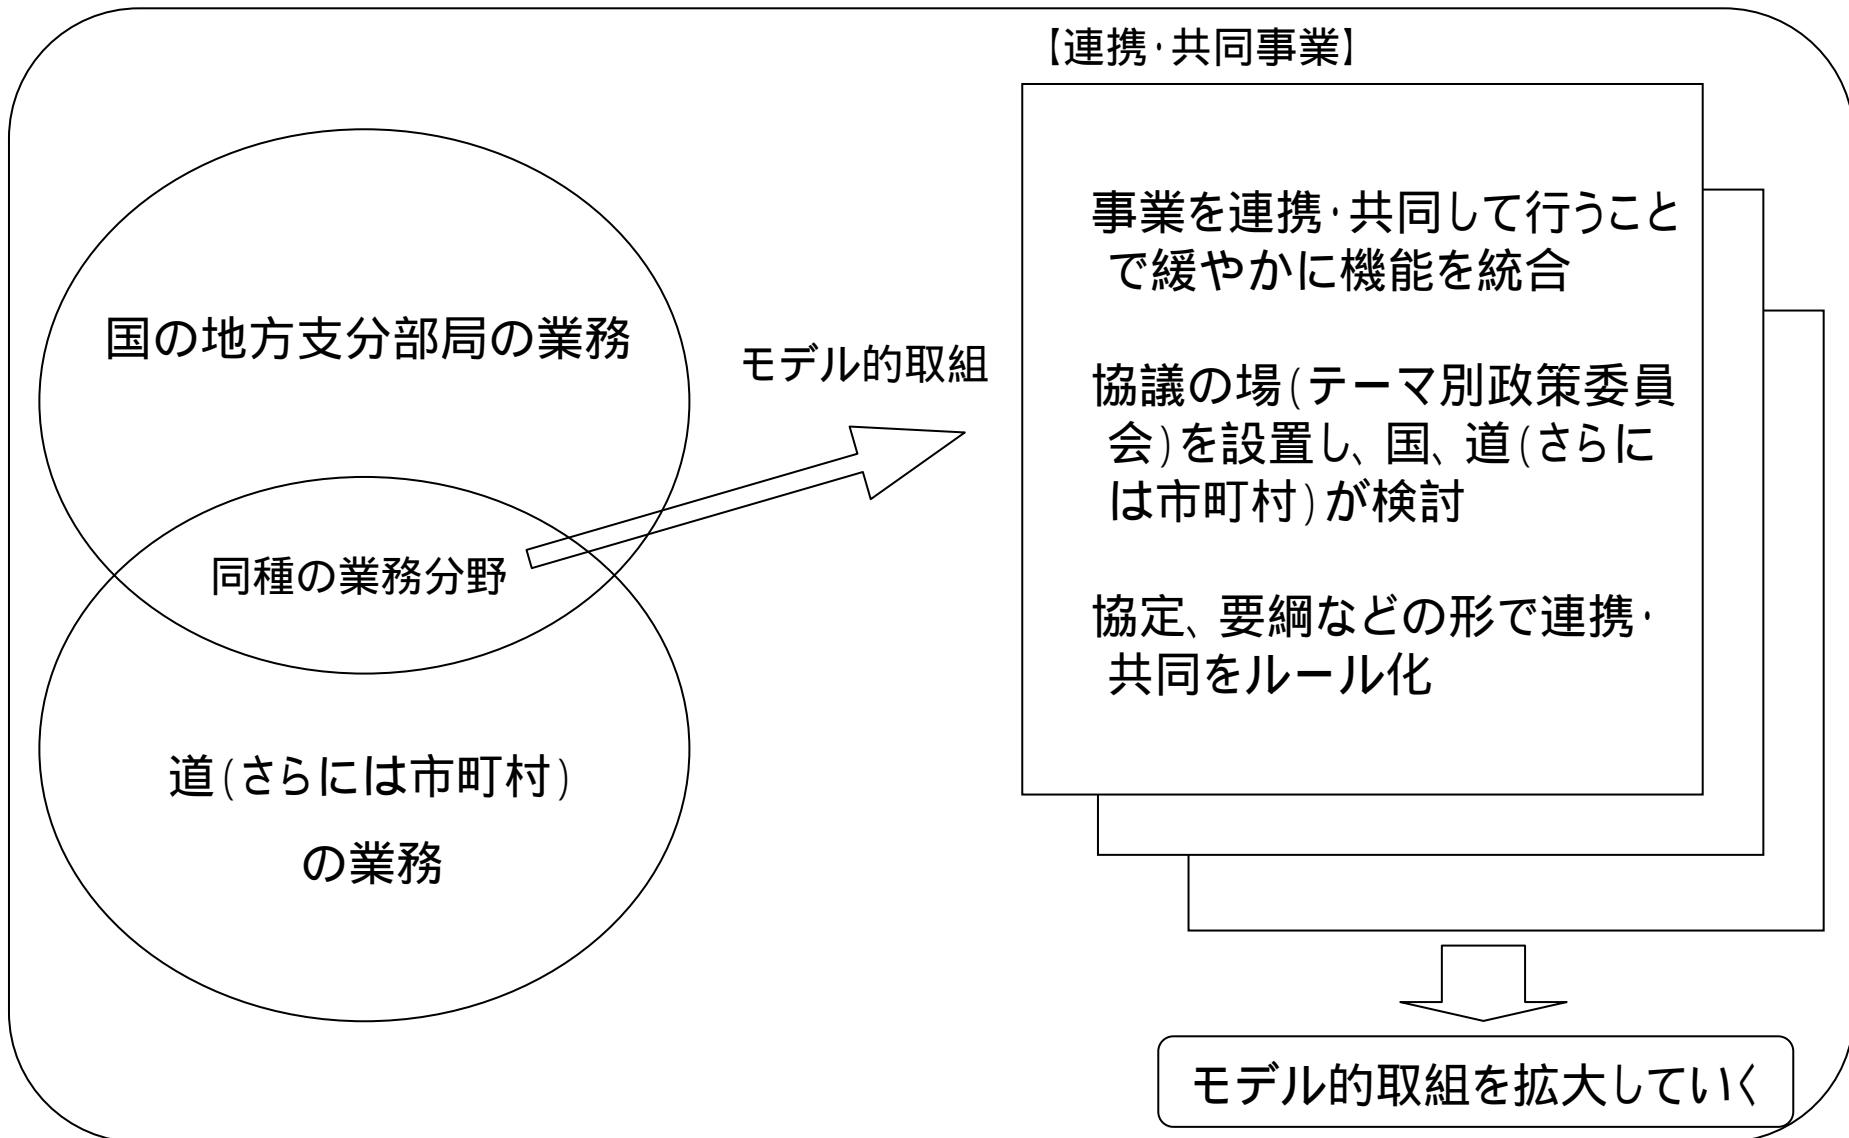 【連携・共同事業】
国の地方支分部局の業務
同種の業務分野
道(さらには市町村)
の業務
モデル的取組
事業を連携・共同して行うこと
で緩やかに機能を統合
協議の場(テーマ別政策委員
会)を設置し、国、道(さらに
は市町村)が検討
協定、要綱などの形で連携・
共同をルール化
モデル的取組を拡大していく